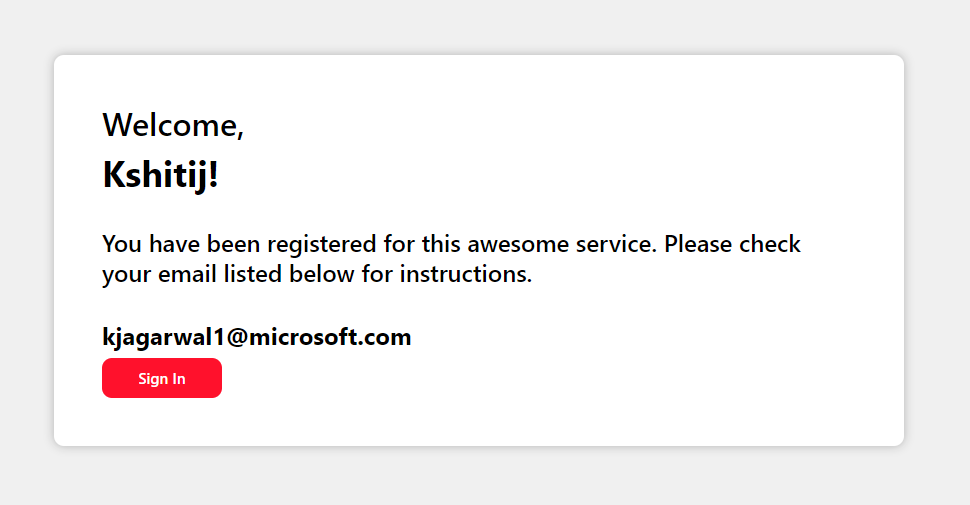 Welcome,
Kshitij!
You have been registered for this awesome service. Please check
your email listed below for instructions.
kjagarwal1@microsoft.com
Sign In